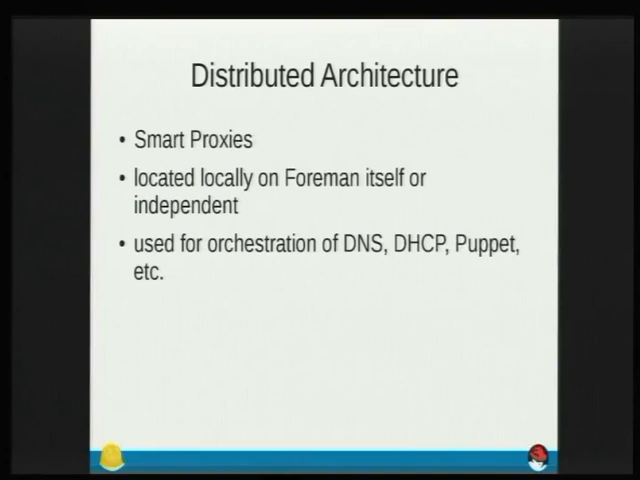 Distributed Architecture
• Smart Proxies
• located locally on Foreman itself or
independent
• used for orchestration of DNS, DHCP, Puppet,
etc.